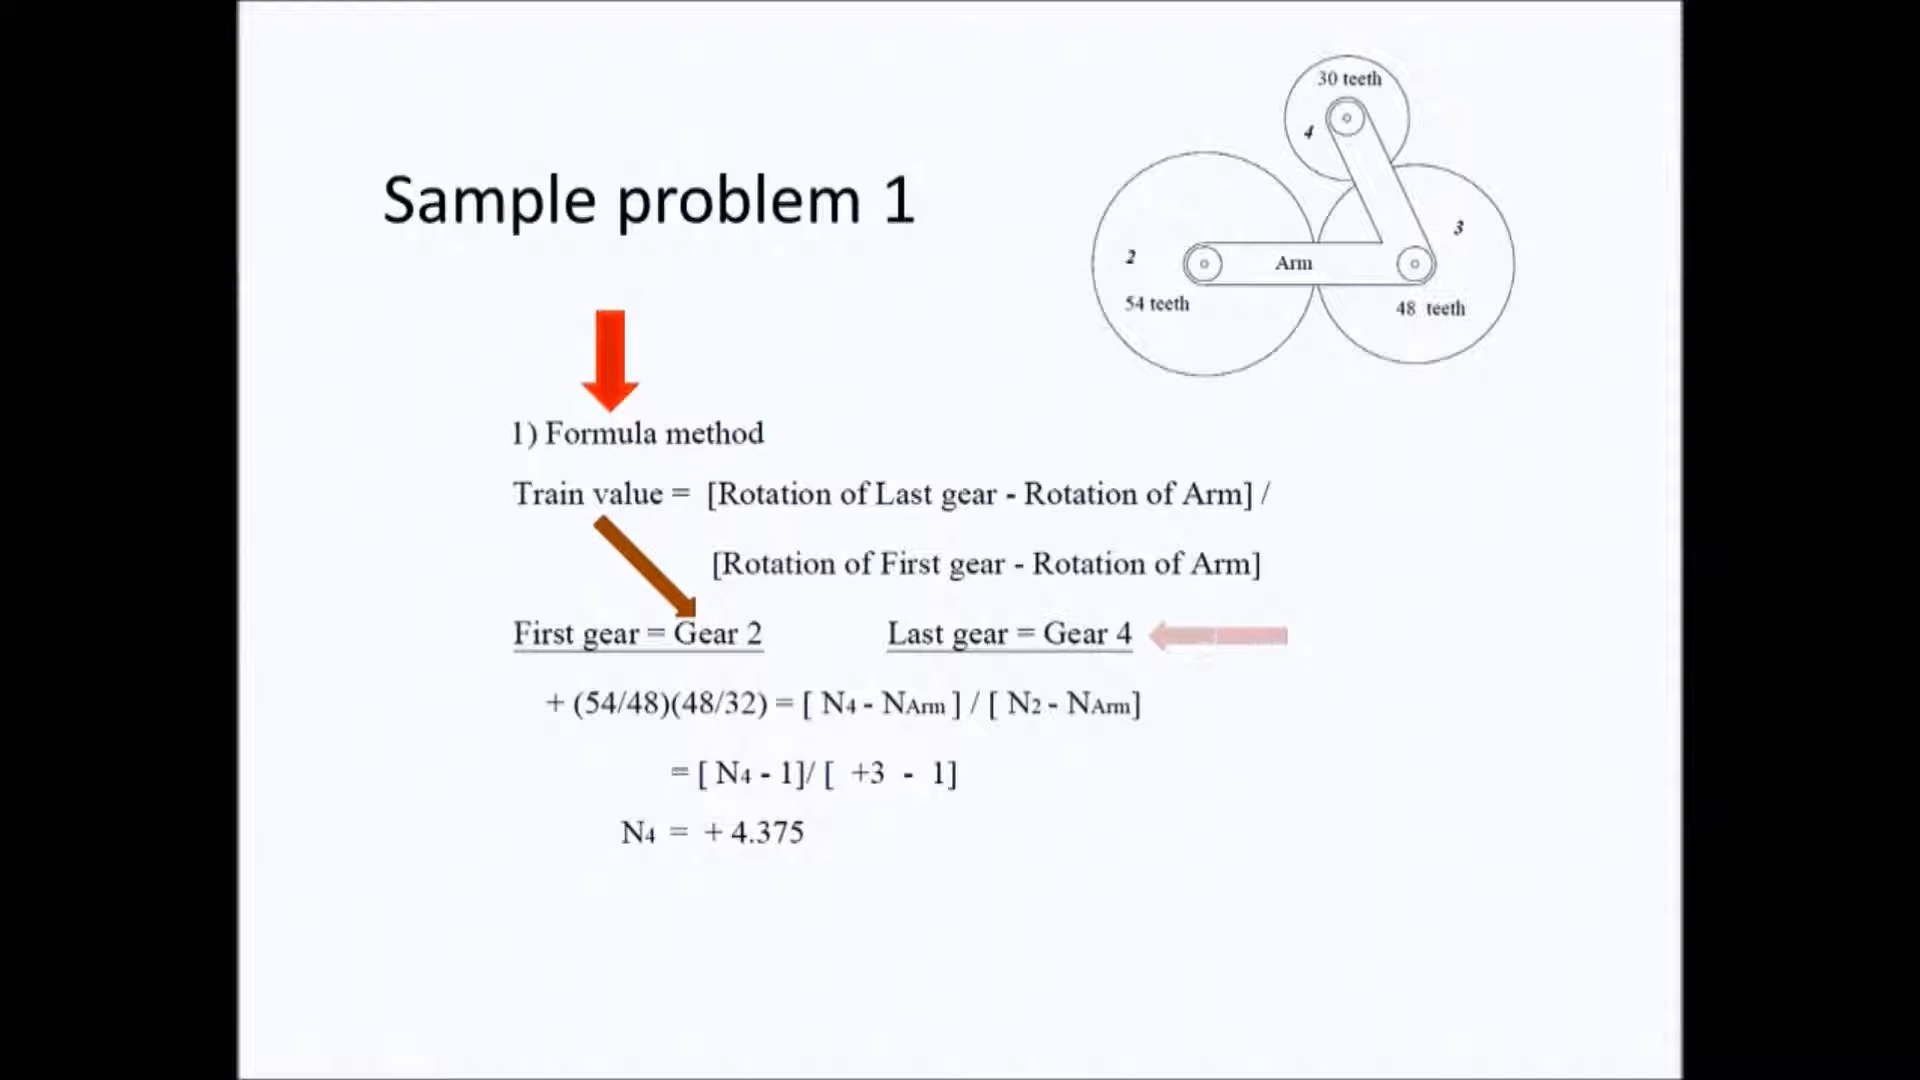 30 teeth
4
Sample problem 1
3
2
Arm
54 teeth
48 teeth
1) Formula method
Train value = [Rotation of Last gear - Rotation of Arm] /
[Rotation of First gear - Rotation of Arm]
First gear = Gear 2 Last gear = Gear 4
+ (54/48)(48/32) = [ N4 - NArm ] / [ N2 - NArm]
= [ N4 - 1]/ [ +3 - 1]
N4 = + 4.375